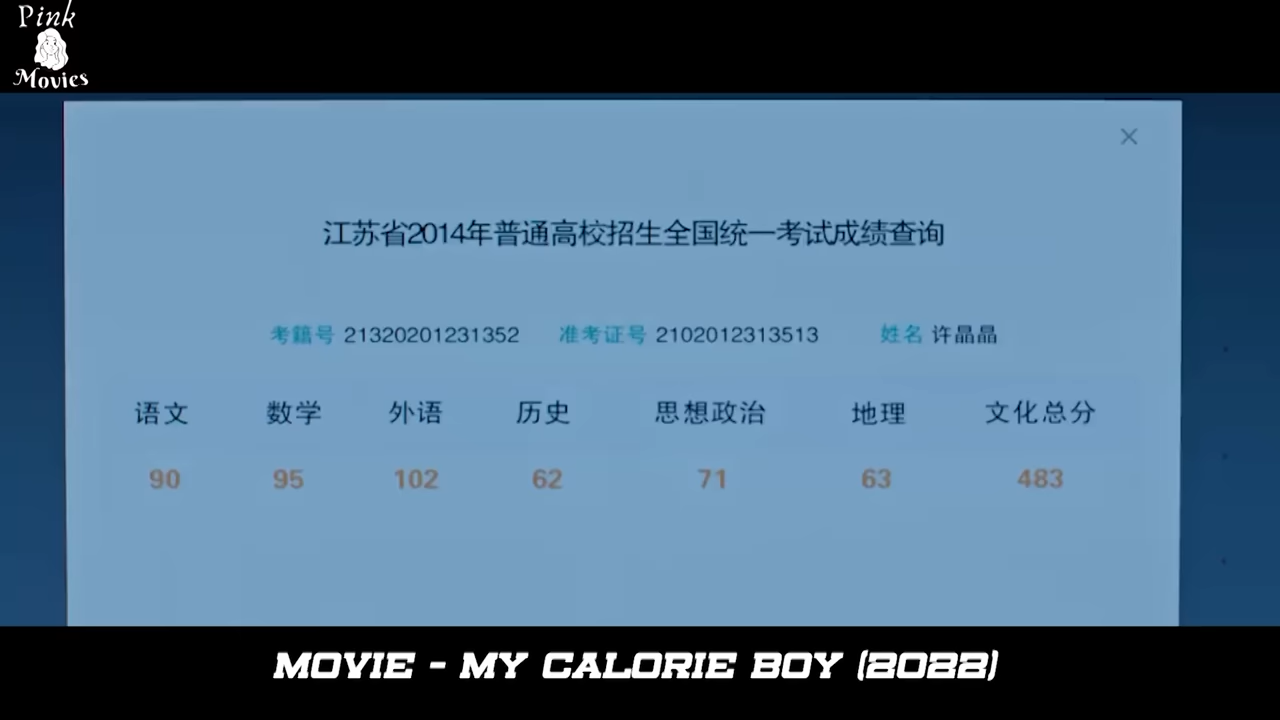 Pink
Movies
×
江苏省2014年普通高校招生全国统一考试成绩查询
考籍号 21320201231352 准考证号 2102012313513 姓名 许晶晶
语文 数学 外语 历史 思想政治 地理 文化总分
90 95 102 62 71 63 483
MOVIE - MY CALORIE BOY (2022)